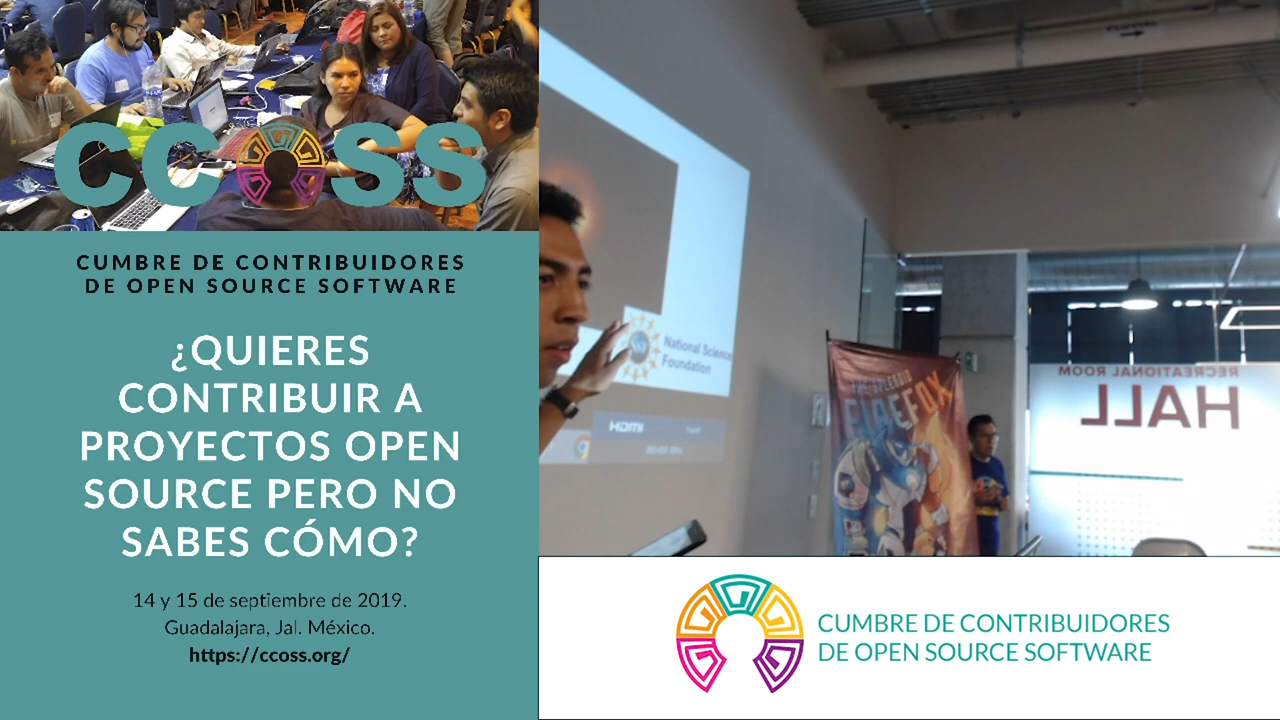 CCOSS
CUMBRE DE CONTRIBUIDORES
DE OPEN SOURCE SOFTWARE
¿QUIERES
CONTRIBUIR A
PROYECTOS OPEN
SOURCE PERO NO
SABES CÓMO?
14 y 15 de septiembre de 2019.
Guadalajara, Jal. México.
https://ccoss.org/
National Science
Foundation
HDMI
THE SPLENDID
FIREFOX
RECREATIONAL ROOM
HALL
CUMBRE DE CONTRIBUIDORES
DE OPEN SOURCE SOFTWARE